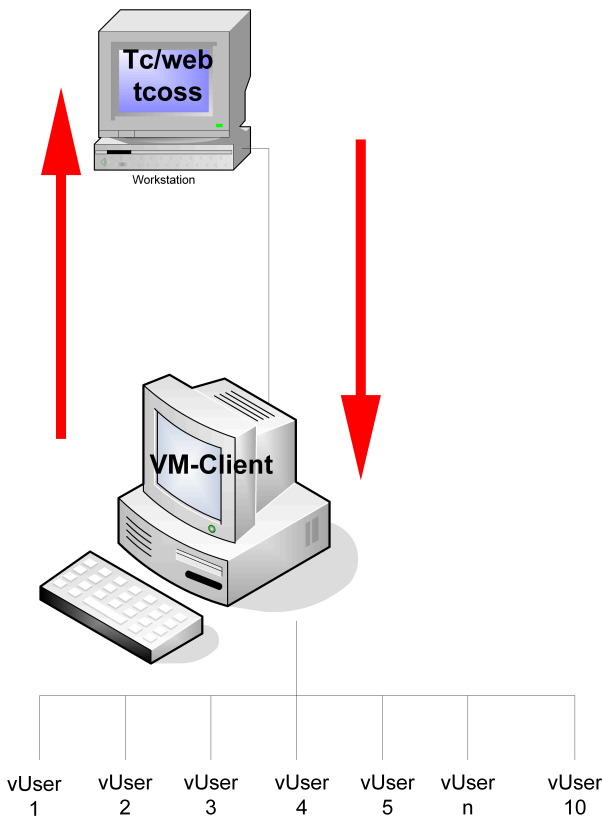 Tc/web
tcoss
Workstation
VM-Client
vUser vUser vUser vUser vUser vUser vUser
1 2 3 4 5 n 10